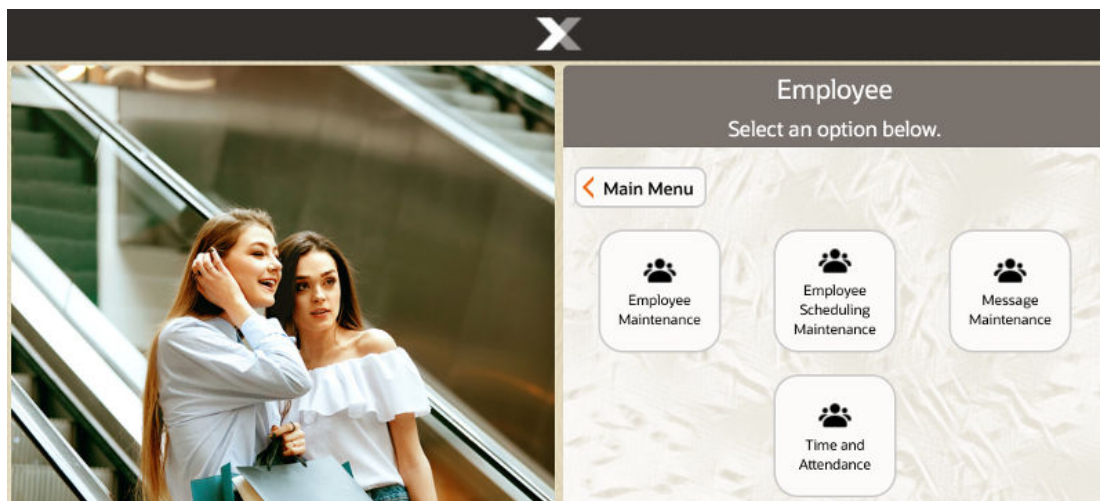 Employee
Select an option below.
Main Menu
Employee
Maintenance
Employee
Scheduling
Maintenance
Message
Maintenance
Time and
Attendance